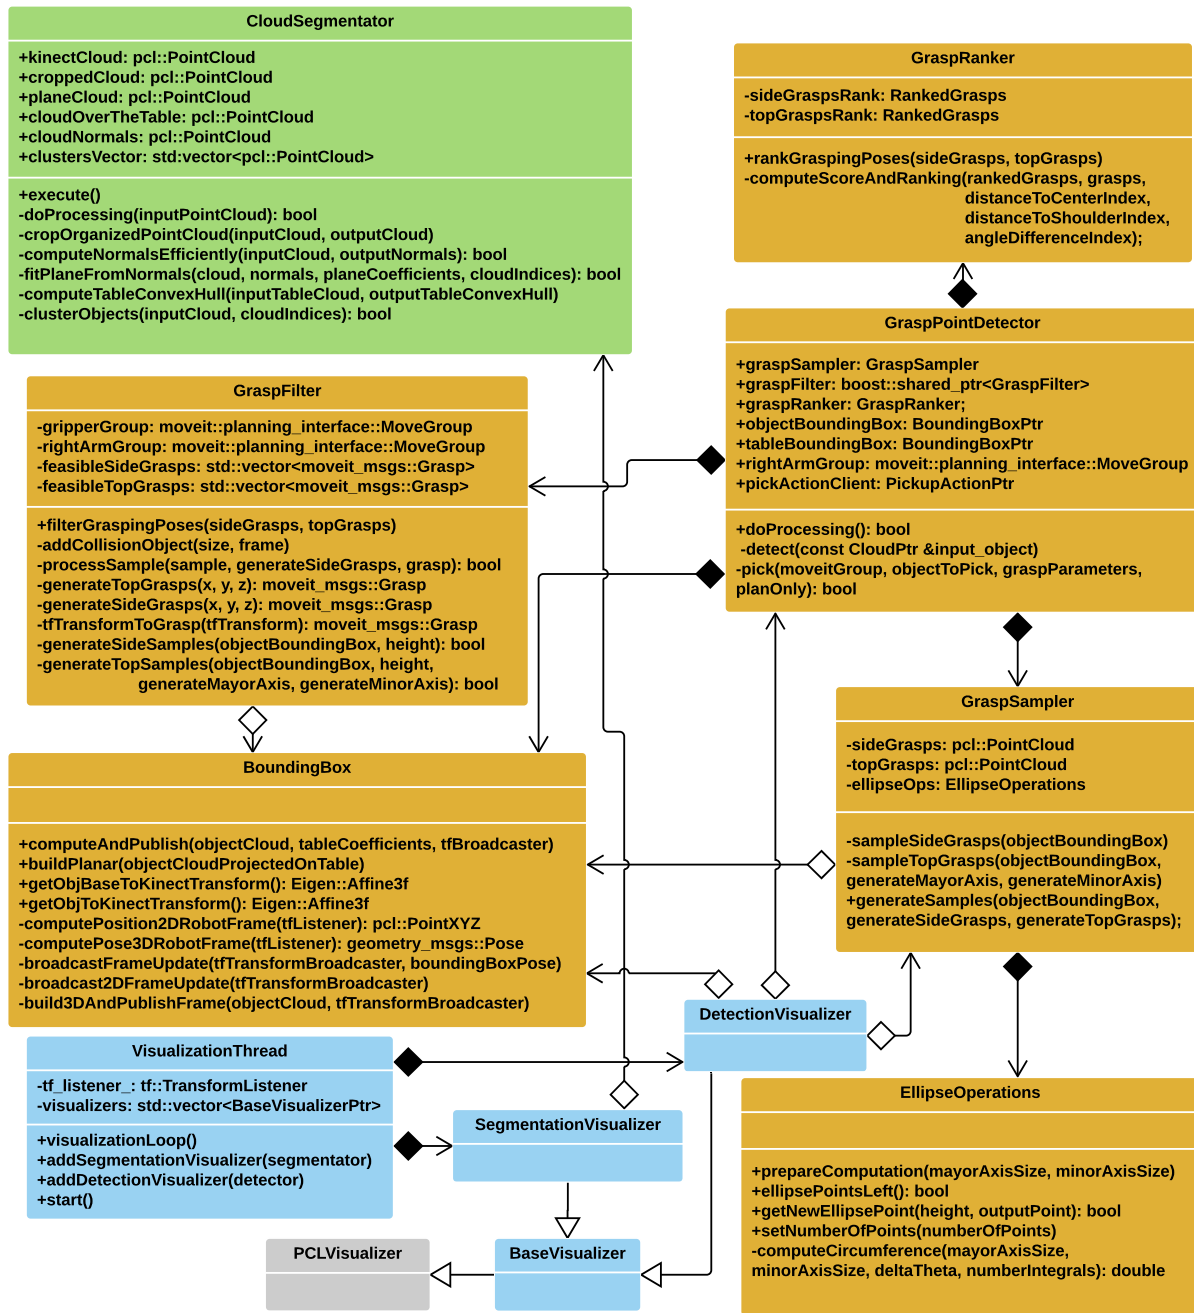 CloudSegmentator
+kinectCloud: pcl::PointCloud
+croppedCloud: pcl::PointCloud
+planeCloud: pcl::PointCloud
+cloudOverTheTable: pcl::PointCloud
+cloudNormals: pcl::PointCloud
+clustersVector: std:vector<pcl::PointCloud>
+execute()
-doProcessing(inputPointCloud): bool
-cropOrganizedPointCloud(inputCloud, outputCloud)
-computeNormalsEfficiently(inputCloud, outputNormals): bool
-fitPlaneFromNormals(cloud, normals, planeCoefficients, cloudIndices): bool
-computeTableConvexHull(inputTableCloud, outputTableConvexHull)
-clusterObjects(inputCloud, cloudIndices): bool
GraspRanker
-sideGraspsRank: RankedGrasps
-topGraspsRank: RankedGrasps
+rankGraspingPoses(sideGrasps, topGrasps)
-computeScoreAndRanking(rankedGrasps, grasps,
distanceToCenterIndex,
distanceToShoulderIndex,
angleDifferenceIndex);
GraspPointDetector
+graspSampler: GraspSampler
+graspFilter: boost::shared_ptr<GraspFilter>
+graspRanker: GraspRanker;
+objectBoundingBox: BoundingBoxPtr
+tableBoundingBox: BoundingBoxPtr
+rightArmGroup: moveit::planning_interface::MoveGroup
+pickActionClient: PickupActionPtr
+doProcessing(): bool
-detect(const CloudPtr &input_object)
-pick(moveitGroup, objectToPick, graspParameters,
planOnly): bool
GraspFilter
-gripperGroup: moveit::planning_interface::MoveGroup
-rightArmGroup: moveit::planning_interface::MoveGroup
-feasibleSideGrasps: std::vector<moveit_msgs::Grasp>
-feasibleTopGrasps: std::vector<moveit_msgs::Grasp>
+filterGraspingPoses(sideGrasps, topGrasps)
-addCollisionObject(size, frame)
-processSample(sample, generateSideGrasps, grasp): bool
-generateTopGrasps(x, y, z): moveit_msgs::Grasp
-generateSideGrasps(x, y, z): moveit_msgs::Grasp
-tfTransformToGrasp(tfTransform): moveit_msgs::Grasp
-generateSideSamples(objectBoundingBox, height): bool
-generateTopSamples(objectBoundingBox, height,
generateMayorAxis, generateMinorAxis): bool
GraspSampler
-sideGrasps: pcl::PointCloud
-topGrasps: pcl::PointCloud
-ellipseOps: EllipseOperations
-sampleSideGrasps(objectBoundingBox)
-sampleTopGrasps(objectBoundingBox,
generateMayorAxis, generateMinorAxis)
+generateSamples(objectBoundingBox,
generateSideGrasps, generateTopGrasps);
BoundingBox
+computeAndPublish(objectCloud, tableCoefficients, tfBroadcaster)
+buildPlanar(objectCloudProjectedOnTable)
+getObjBaseToKinectTransform(): Eigen::Affine3f
+getObjToKinectTransform(): Eigen::Affine3f
-computePosition2DRobotFrame(tfListener): pcl::PointXYZ
-computePose3DRobotFrame(tfListener): geometry_msgs::Pose
-broadcastFrameUpdate(tfTransformBroadcaster, boundingBoxPose)
-broadcast2DFrameUpdate(tfTransformBroadcaster)
-build3DAndPublishFrame(objectCloud, tfTransformBroadcaster)
DetectionVisualizer
VisualizationThread
-tf_listener_: tf::TransformListener
-visualizers: std::vector<BaseVisualizerPtr>
+visualizationLoop()
+addSegmentationVisualizer(segmentator)
+addDetectionVisualizer(detector)
+start()
SegmentationVisualizer
EllipseOperations
+prepareComputation(mayorAxisSize, minorAxisSize)
+ellipsePointsLeft(): bool
+getNewEllipsePoint(height, outputPoint): bool
+setNumberOfPoints(numberOfPoints)
-computeCircumference(mayorAxisSize,
minorAxisSize, deltaTheta, numberIntegrals): double
PCLVisualizer
BaseVisualizer